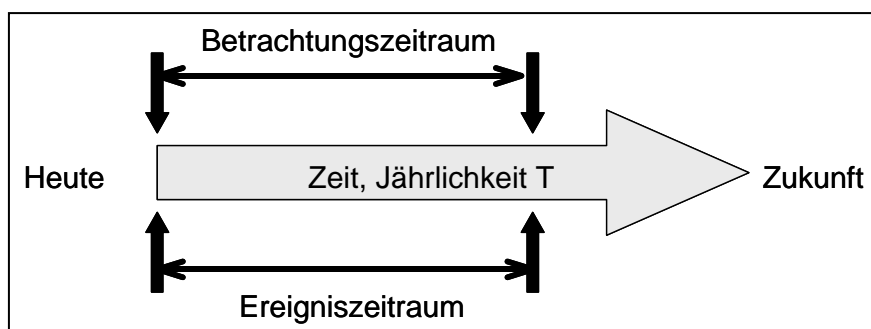 Betrachtungszeitraum
Heute Zeit, Jährlichkeit T Zukunft
Ereigniszeitraum